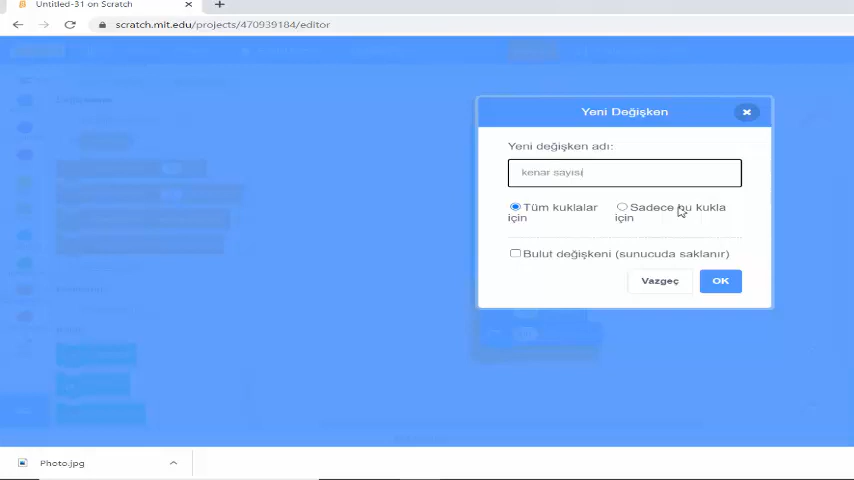 Untitled-31 on Scratch
scratch.mit.edu/projects/470939184/editor
Yeni Değişken
Yeni değişken adı:
kenar sayısı
Tüm kuklalar için
Sadece bu kukla için
Bulut değişkeni (sunucuda saklanır)
Vazgeç
OK
Photo.jpg